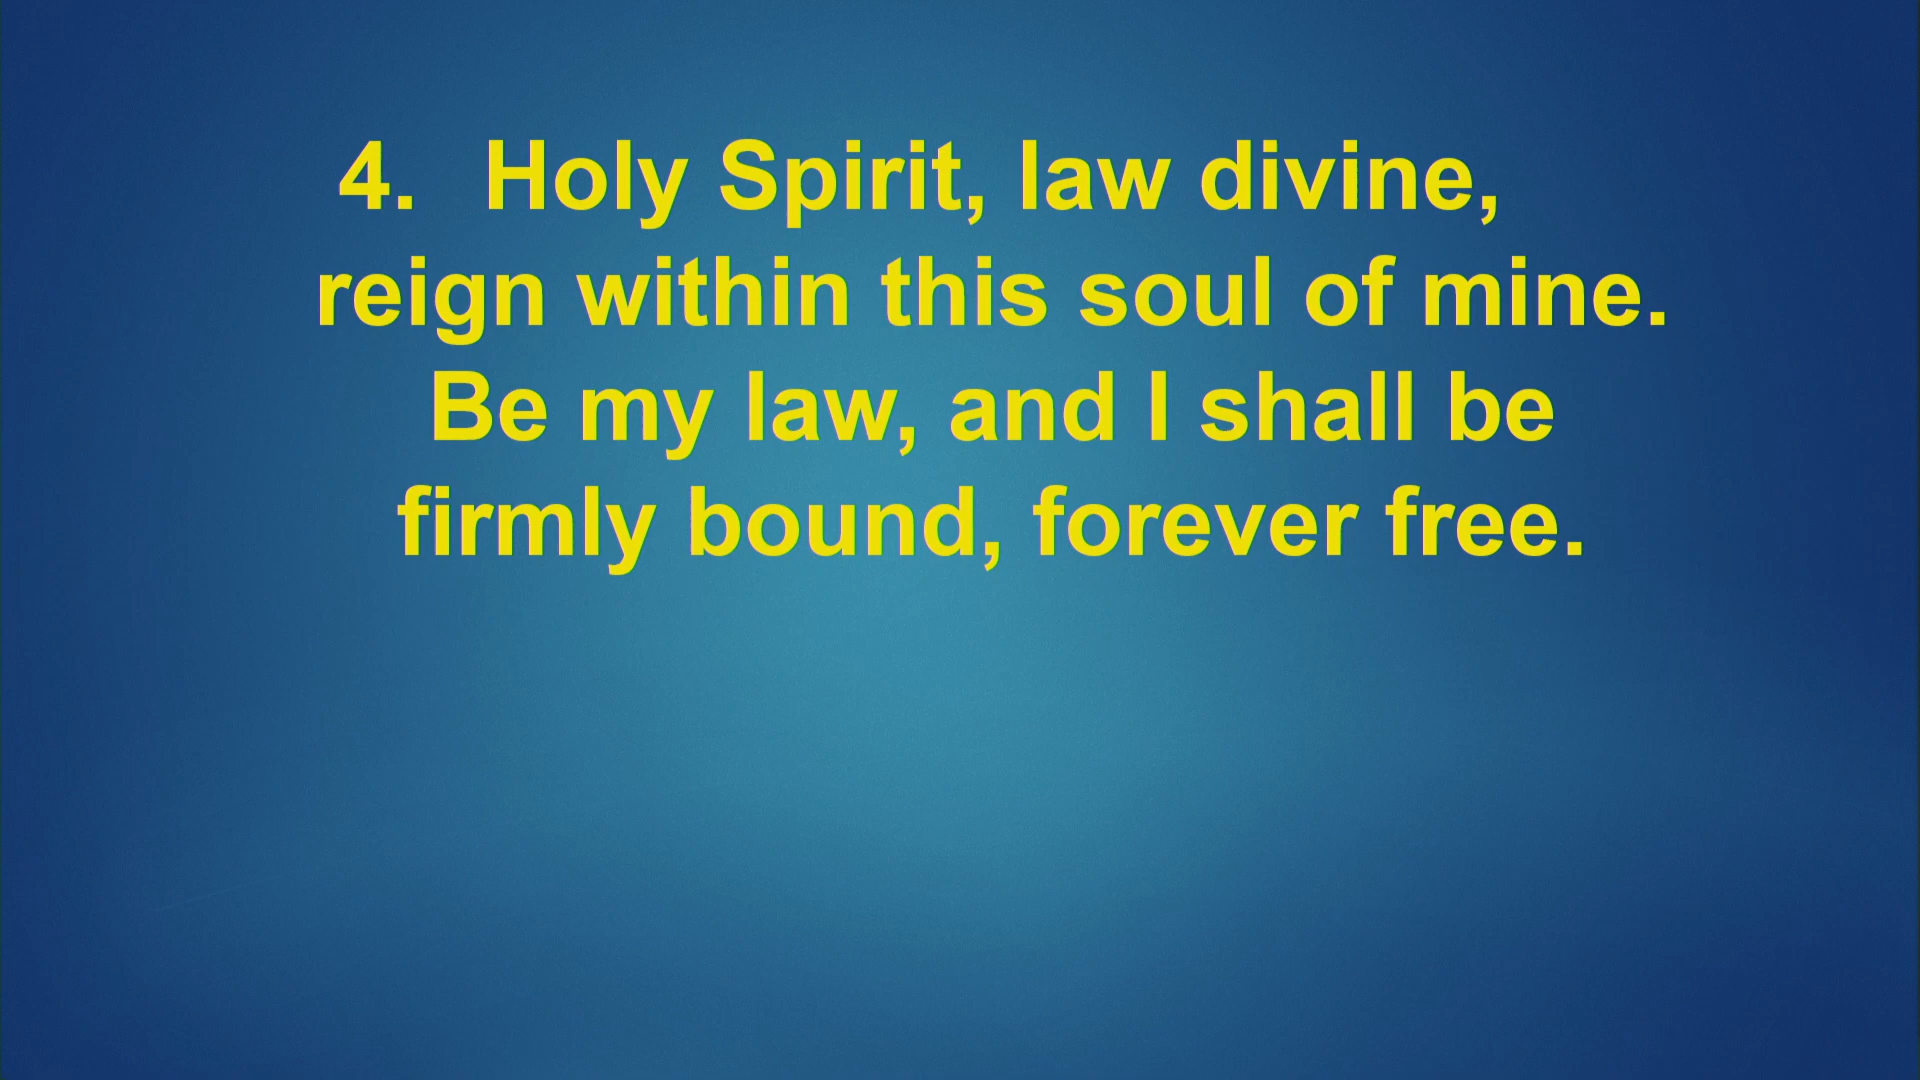 4. Holy Spirit, law divine,
reign within this soul of mine.
Be my law, and I shall be
firmly bound, forever free.